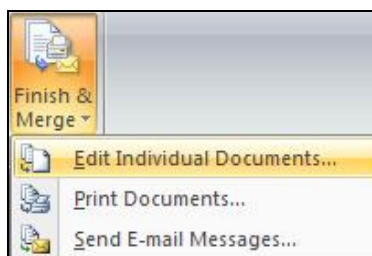 Finish &
Merge
Edit Individual Documents...
Print Documents...
Send E-mail Messages...